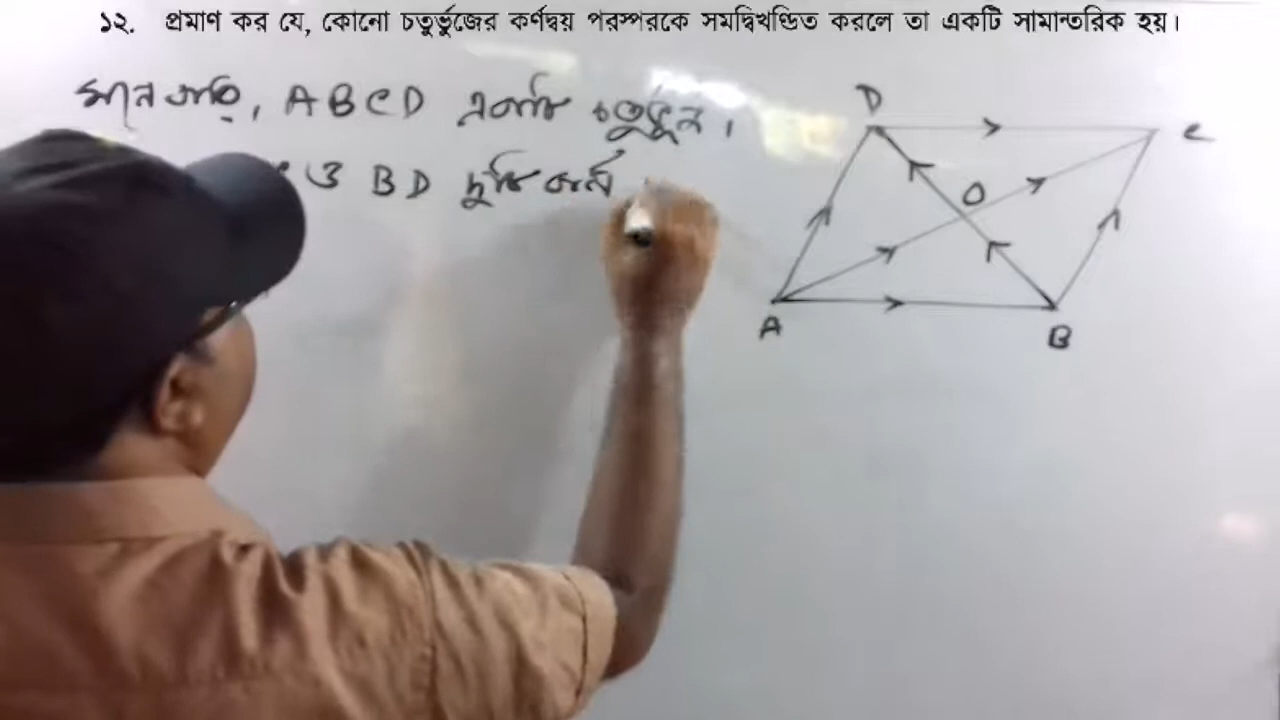 ১২. প্রমাণ কর যে, কোনো চতুর্ভুজের কর্ণদ্বয় পরস্পরকে সমদ্বিখণ্ডিত করলে তা একটি সামান্তরিক হয়।
মনে করি, ABCD একটি চতুর্ভুজ।
ও BD দুটি কর্ণ
D
C
O
A
B